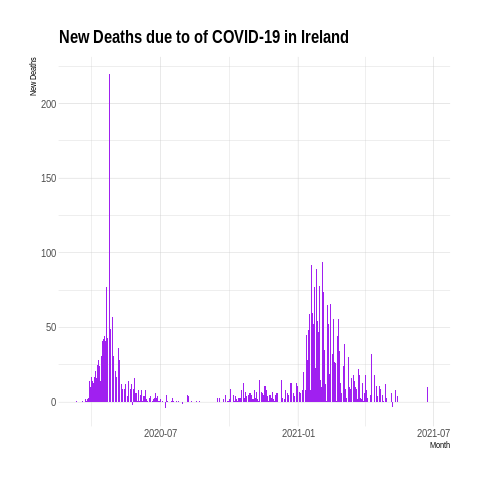 New Deaths due to of COVID-19 in Ireland
New Deaths
200
150
100
50
0
2020-07
2021-01
2021-07
Month